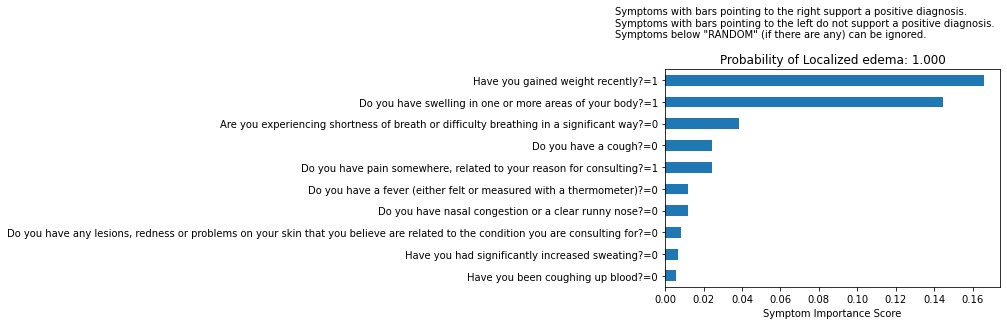 Symptoms with bars pointing to the right support a positive diagnosis.
Symptoms with bars pointing to the left do not support a positive diagnosis.
Symptoms below "RANDOM" (if there are any) can be ignored.
Probability of Localized edema: 1.000
Have you gained weight recently?=1
Do you have swelling in one or more areas of your body?=1
Are you experiencing shortness of breath or difficulty breathing in a significant way?=0
Do you have a cough?=0
Do you have pain somewhere, related to your reason for consulting?=1
Do you have a fever (either felt or measured with a thermometer)?=0
Do you have nasal congestion or a clear runny nose?=0
Do you have any lesions, redness or problems on your skin that you believe are related to the condition you are consulting for?=0
Have you had significantly increased sweating?=0
Have you been coughing up blood?=0
0.00 0.02 0.04 0.06 0.08 0.10 0.12 0.14 0.16
Symptom Importance Score